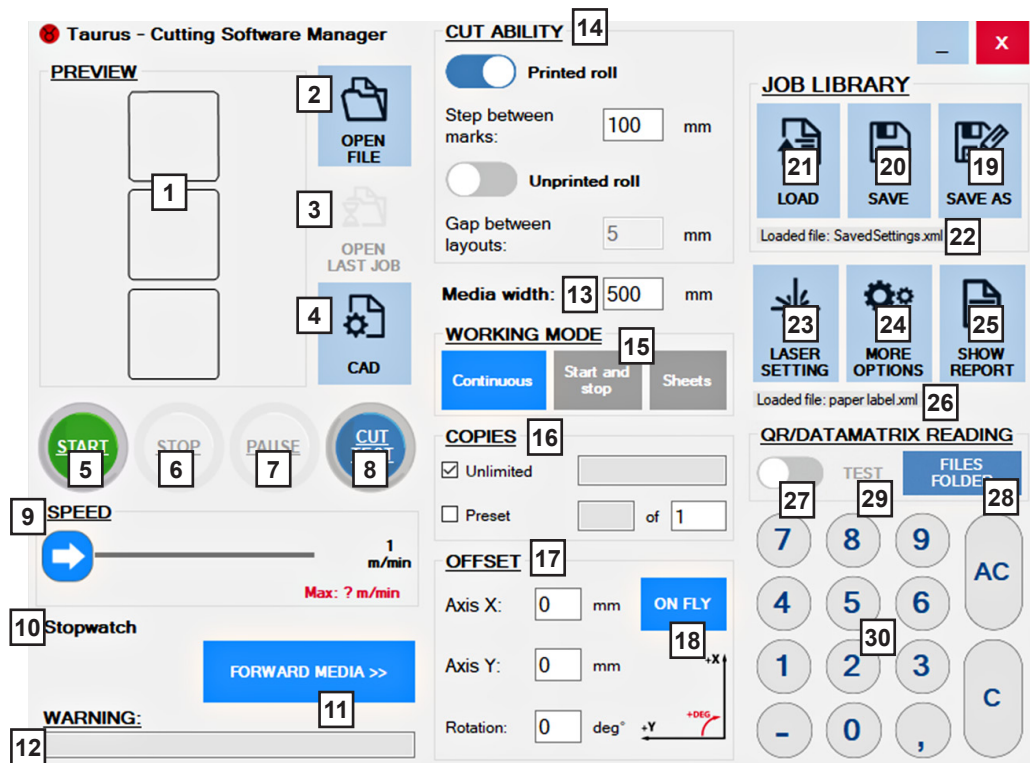 Taurus - Cutting Software Manager
PREVIEW
1
2
OPEN
FILE
3
OPEN
LAST JOB
4
CAD
START
5
STOP
6
PAUSE
7
CUT
8
9
SPEED
1
m/min
Max: ? m/min
10
Stopwatch
FORWARD MEDIA >>
11
WARNING:
12
CUT ABILITY
14
Printed roll
Step between
marks:
100
mm
Unprinted roll
Gap between
layouts:
5
mm
Media width:
13
500
mm
WORKING MODE
15
Continuous
Start and
stop
Sheets
COPIES
16
Unlimited
Preset
of
1
OFFSET
17
Axis X:
0
mm
ON FLY
18
Axis Y:
0
mm
+X
Rotation:
0
deg°
+Y
+DEG
_
X
JOB LIBRARY
21
LOAD
20
SAVE
19
SAVE AS
Loaded file: SavedSettings.xml
22
23
LASER
SETTING
24
MORE
OPTIONS
25
SHOW
REPORT
Loaded file: paper label.xml
26
QR/DATAMATRIX READING
27
TEST
29
FILES
FOLDER
28
7
8
9
AC
4
5
6
30
1
2
3
C
-
0
,